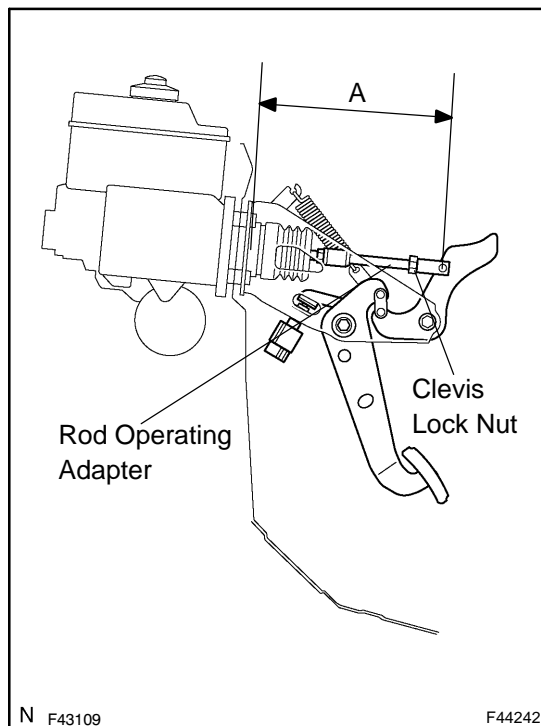 A
Clevis
Lock Nut
Rod Operating
Adapter
N F43109
F44242